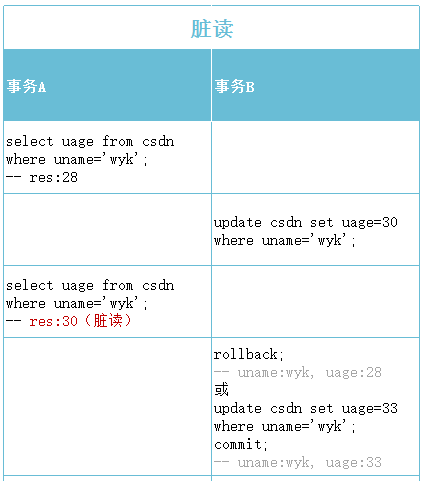 脏读
事务A
事务B
select uage from csdn
where uname='wyk';
-- res:28
update csdn set uage=30
where uname='wyk';
select uage from csdn
where uname='wyk';
-- res:30（脏读）
rollback;
-- uname:wyk, uage:28
或
update csdn set uage=33
where uname='wyk';
commit;
-- uname:wyk, uage:33